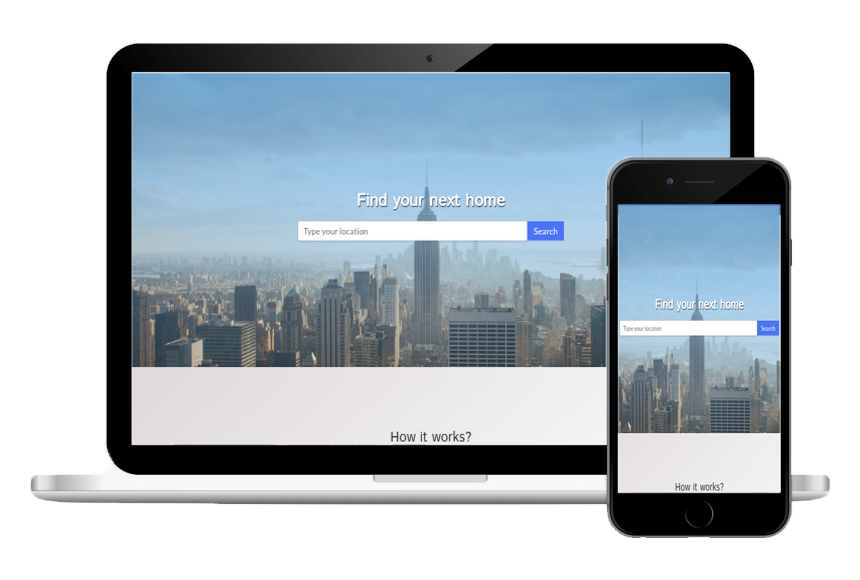 Find your next home
Type your location
Search
How it works?
Find your next home
Type your location
Search
How it works?